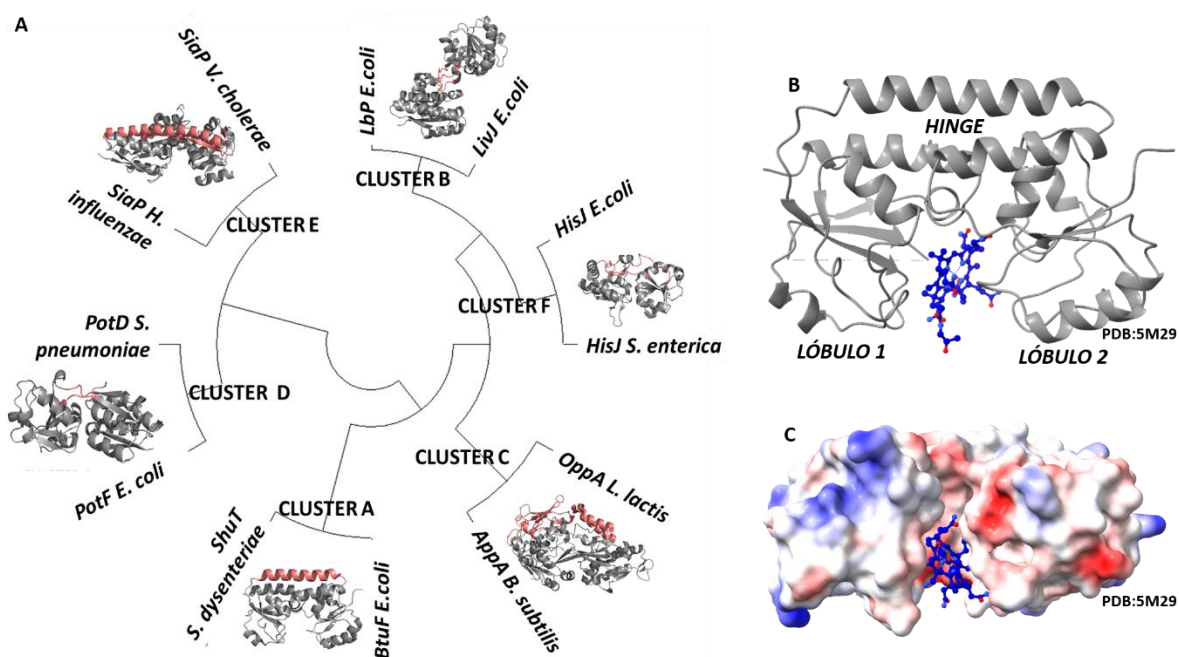 A
SiaP V. cholerae
SiaP H.
influenzae
CLUSTER E
LbP E.coli
LivJ E.coli
CLUSTER B
HisJ E.coli
CLUSTER F
HisJ S. enterica
PotD S.
pneumoniae
CLUSTER D
PotF E. coli
CLUSTER A
ShuT
S. dysenteriae
BtuF E.coli
CLUSTER C
OppA L. lactis
AppA B. subtilis
B
HINGE
LÓBULO 1
LÓBULO 2
PDB:5M29
C
PDB:5M29